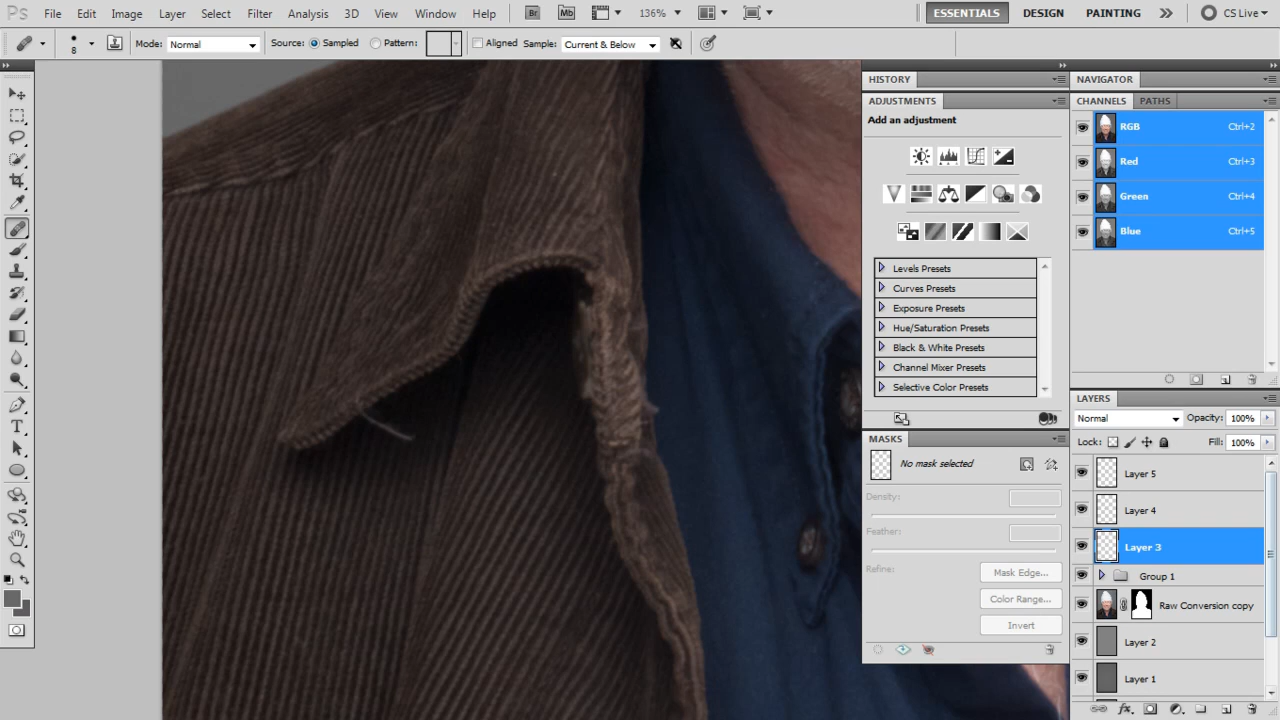 Ps File Edit Image Layer Select Filter Analysis 3D View Window Help Br Mb 136% ESSENTIALS DESIGN PAINTING CS Live
8 Mode: Normal Source: Sampled Pattern: Aligned Sample: Current & Below
HISTORY
ADJUSTMENTS
Add an adjustment
Levels Presets
Curves Presets
Exposure Presets
Hue/Saturation Presets
Black & White Presets
Channel Mixer Presets
Selective Color Presets
MASKS
No mask selected
Density:
Feather:
Refine: Mask Edge...
Color Range...
Invert
NAVIGATOR
CHANNELS PATHS
RGB Ctrl+2
Red Ctrl+3
Green Ctrl+4
Blue Ctrl+5
LAYERS
Normal Opacity: 100%
Lock: Fill: 100%
Layer 5
Layer 4
Layer 3
Group 1
Raw Conversion copy
Layer 2
Layer 1
fx